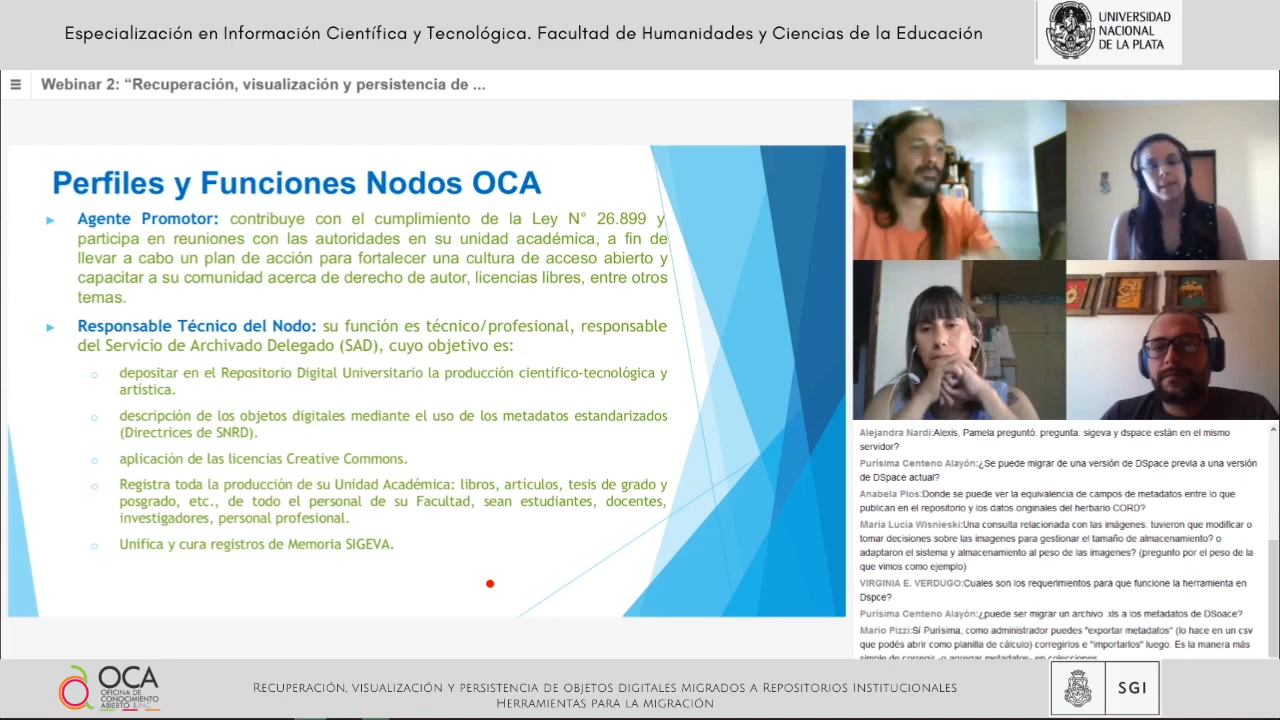 Especialización en Información Científica y Tecnológica. Facultad de Humanidades y Ciencias de la Educación
UNIVERSIDAD
NACIONAL
DE LA PLATA
Webinar 2: “Recuperación, visualización y persistencia de ...
Perfiles y Funciones Nodos OCA
Agente Promotor: contribuye con el cumplimiento de la Ley N° 26.899 y
participa en reuniones con las autoridades en su unidad académica, a fin de
llevar a cabo un plan de acción para fortalecer una cultura de acceso abierto y
capacitar a su comunidad acerca de derecho de autor, licencias libres, entre otros
temas.
Responsable Técnico del Nodo: su función es técnico/profesional, responsable
del Servicio de Archivado Delegado (SAD), cuyo objetivo es:
depositar en el Repositorio Digital Universitario la producción científico-tecnológica y
artística.
descripción de los objetos digitales mediante el uso de los metadatos estandarizados
(Directrices de SNRD).
aplicación de las licencias Creative Commons.
Registra toda la producción de su Unidad Académica: libros, artículos, tesis de grado y
posgrado, etc., de todo el personal de su Facultad, sean estudiantes, docentes,
investigadores, personal profesional.
Unifica y cura registros de Memoria SIGEVA.
Alejandra Nardi:Alexis, Pamela preguntó: pregunta: sigeva y dspace están en el mismo
servidor?
Purísima Centeno Alayón:¿Se puede migrar de una versión de DSpace previa a una versión
de DSpace actual?
Anabela Plos:Donde se puede ver la equivalencia de campos de metadatos entre lo que
publican en el repositorio y los datos originales del herbario CORD?
María Lucía Wisnieski:Una consulta relacionada con las imágenes. tuvieron que modificar o
tomar decisiones sobre las imagenes para gestionar el tamaño de almacenamiento? o
adaptaron el sistema y almacenamiento al peso de las imagenes? (pregunto por el peso de la
que vimos como ejemplo)
VIRGINIA E. VERDUGO:Cuales son los requerimientos para que funcione la herramienta en
Dspce?
Purísima Centeno Alayón:¿puede ser migrar un archivo .xls a los metadatos de DSoace?
Mario Pizzi:Sí Purísima, como administrador puedes "exportar metadatos" (lo hace en un csv
que podés abrir como planilla de cálculo) corregirlos e "importarlos" luego. Es la manera más
simple de corregir -o agregar metadatos- en colecciones
OCA
OFICINA DE
CONOCIMIENTO
ABIERTO
RECUPERACIÓN, VISUALIZACIÓN Y PERSISTENCIA DE OBJETOS DIGITALES MIGRADOS A REPOSITORIOS INSTITUCIONALES
HERRAMIENTAS PARA LA MIGRACIÓN
SGI